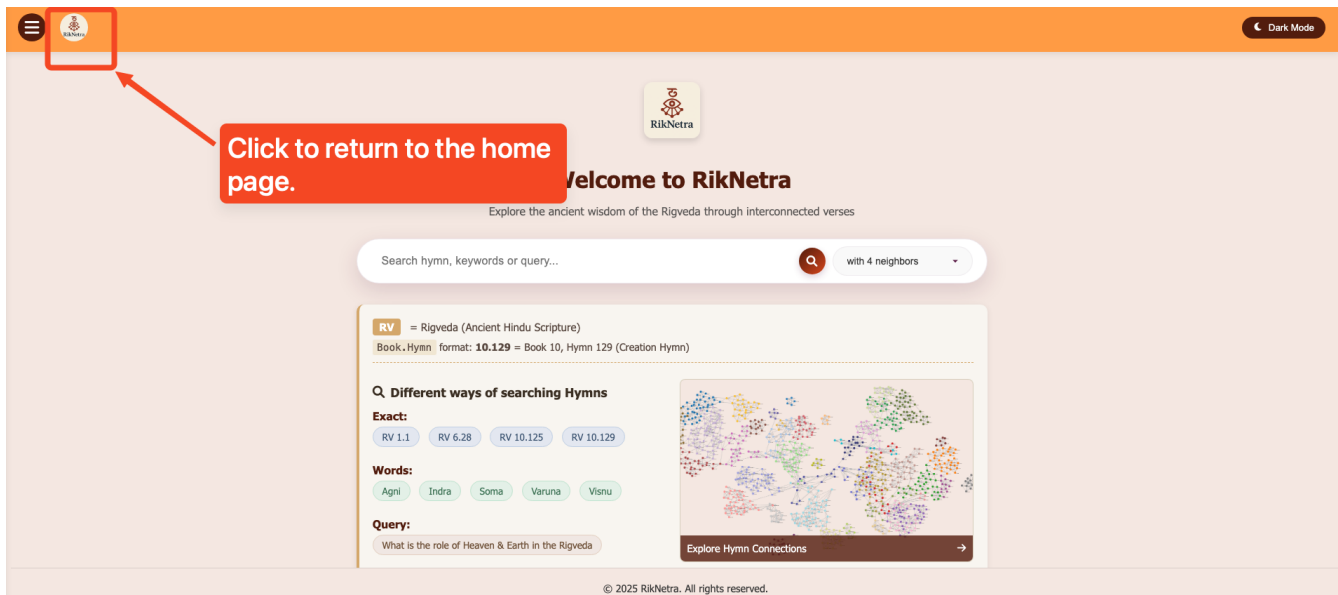 RikNetra
Dark Mode
RikNetra
Click to return to the home
page.
elcome to RikNetra
Explore the ancient wisdom of the Rigveda through interconnected verses
Search hymn, keywords or query...
with 4 neighbors
RV = Rigveda (Ancient Hindu Scripture)
Book.Hymn format: 10.129 = Book 10, Hymn 129 (Creation Hymn)
Different ways of searching Hymns
Exact:
RV 1.1 RV 6.28 RV 10.125 RV 10.129
Words:
Agni Indra Soma Varuna Visnu
Query:
What is the role of Heaven & Earth in the Rigveda
Explore Hymn Connections →
© 2025 RikNetra. All rights reserved.